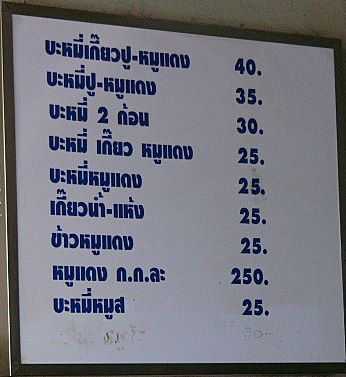 บะหมี่เกี๊ยวปู-หมูแดง 40.
บะหมี่ปู-หมูแดง 35.
บะหมี่ 2 ก้อน 30.
บะหมี่ เกี๊ยว หมูแดง 25.
บะหมี่หมูแดง 25.
เกี๊ยวน้ำ-แห้ง 25.
ข้าวหมูแดง 25.
หมูแดง ก.ก.ละ 250.
บะหมี่หมูส 25.
30.